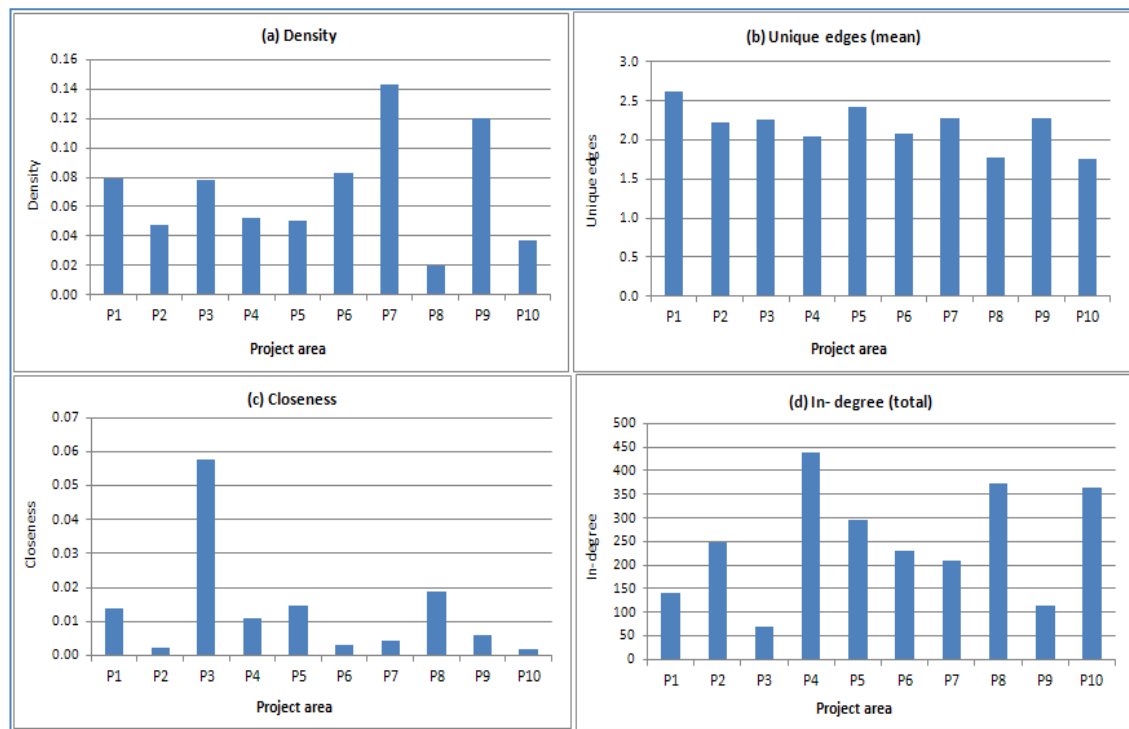 (a) Density
0.16
0.14
0.12
0.10
0.08
0.06
0.04
0.02
0.00
Density
P1 P2 P3 P4 P5 P6 P7 P8 P9 P10
Project area
(b) Unique edges (mean)
3.0
2.5
2.0
1.5
1.0
0.5
0.0
Unique edges
P1 P2 P3 P4 P5 P6 P7 P8 P9 P10
Project area
(c) Closeness
0.07
0.06
0.05
0.04
0.03
0.02
0.01
0.00
Closeness
P1 P2 P3 P4 P5 P6 P7 P8 P9 P10
Project area
(d) In- degree (total)
500
450
400
350
300
250
200
150
100
50
0
In-degree
P1 P2 P3 P4 P5 P6 P7 P8 P9 P10
Project area